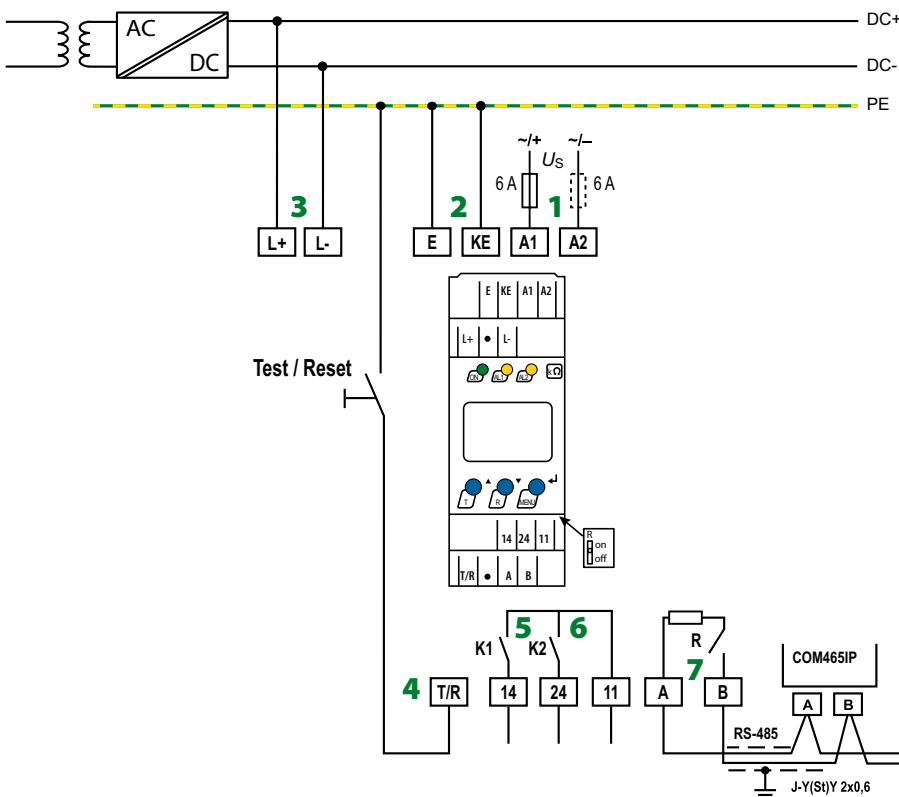 AC
DC
DC+
DC-
PE
~/+
~/–
US
6 A
6 A
3
2
1
L+
L-
E
KE
A1
A2
E KE A1 A2
L+ L-
Test / Reset
ON
AL1
AL2
kΩ
T
R
MENU
14 24 11
R
on
off
T/R A B
5
6
K1
K2
R
7
COM465IP
4
T/R
14
24
11
A
B
A
B
RS-485
J-Y(St)Y 2x0,6